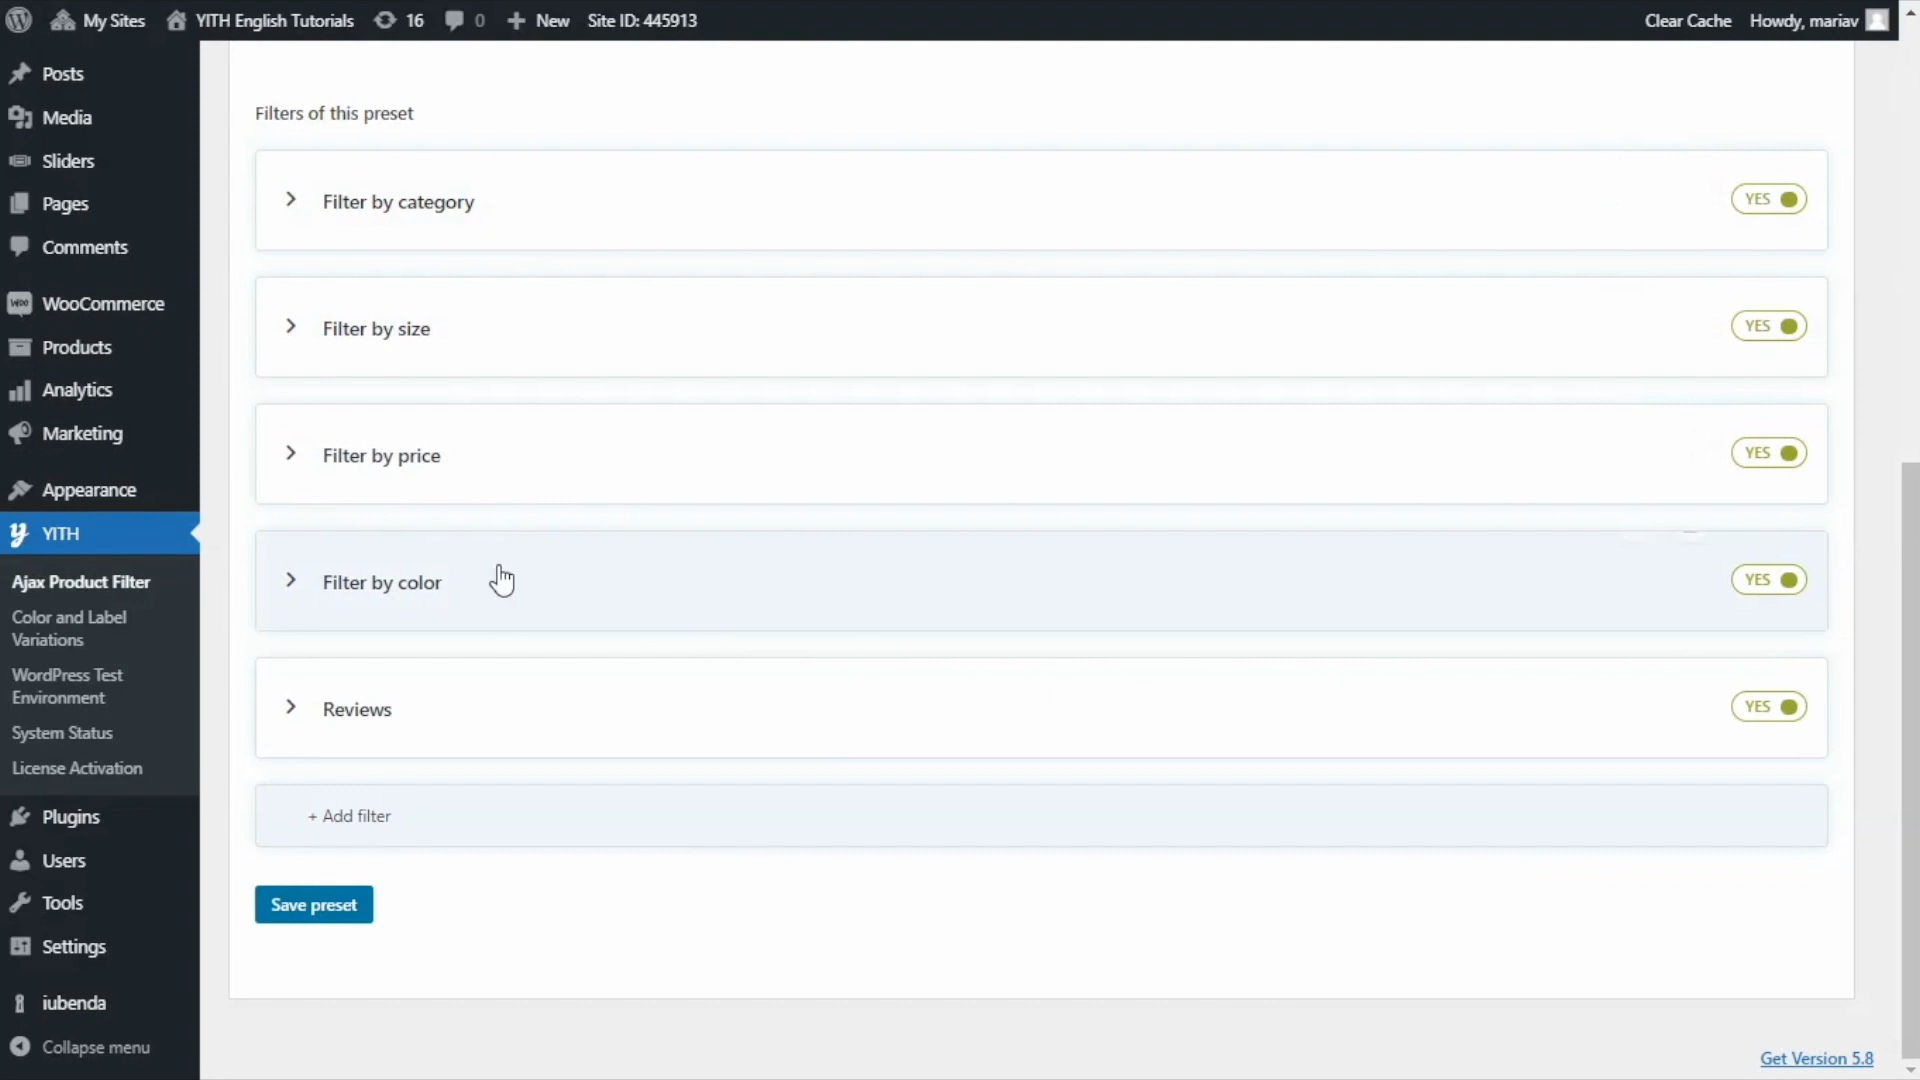 My Sites
YITH English Tutorials
16
0
New
Site ID: 445913
Clear Cache
Howdy, mariav
Posts
Media
Sliders
Pages
Comments
Woo
WooCommerce
Products
Analytics
Marketing
Appearance
YITH
Ajax Product Filter
Color and Label
Variations
WordPress Test
Environment
System Status
License Activation
Plugins
Users
Tools
Settings
iubenda
Collapse menu
Filters of this preset
Filter by category
YES
Filter by size
YES
Filter by price
YES
Filter by color
YES
Reviews
YES
+ Add filter
Save preset
Get Version 5.8